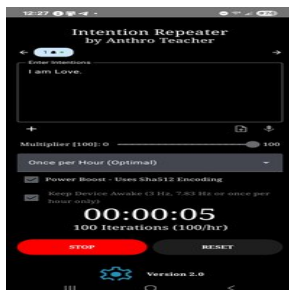 12:27
Intention Repeater
by Anthro Teacher
1
Enter Intentions
I am Love.
Multiplier [100]: 0 100
Once per Hour (Optimal)
Power Boost - Uses Sha512 Encoding
Keep Device Awake (3 Hz, 7.83 Hz or once per
hour only)
00:00:05
100 Iterations (100/hr)
STOP RESET
Version 2.0